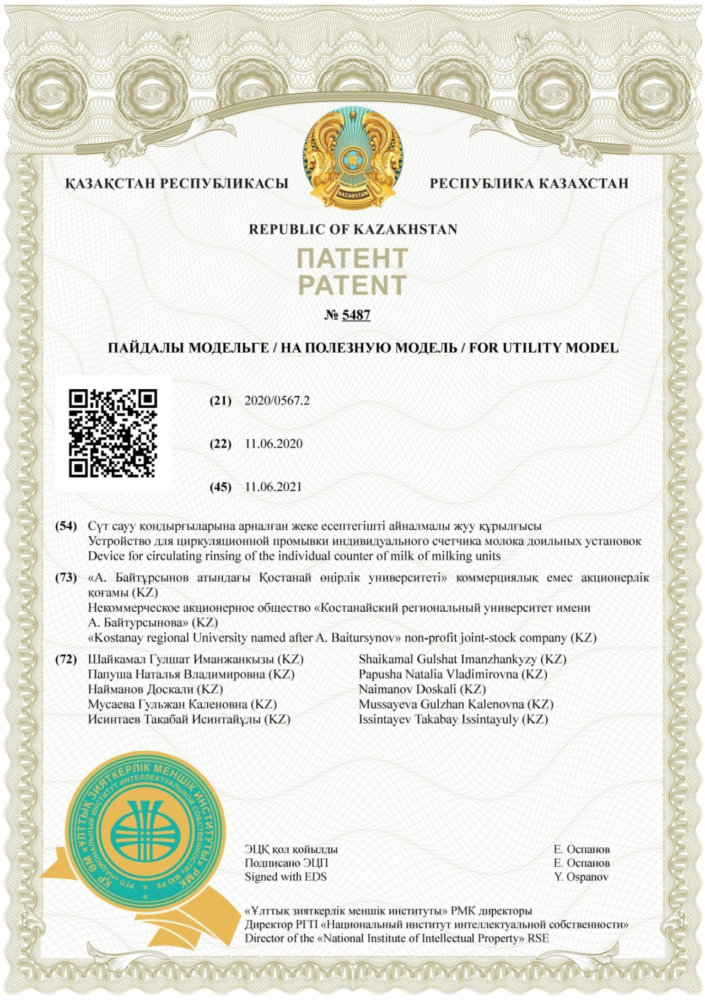 ҚАЗАҚСТАН РЕСПУБЛИКАСЫ
РЕСПУБЛИКА КАЗАХСТАН
QAZAQSTAN
REPUBLIC OF KAZAKHSTAN
ПАТЕНТ
PATENT
№ 5487
ПАЙДАЛЫ МОДЕЛЬГЕ / НА ПОЛЕЗНУЮ МОДЕЛЬ / FOR UTILITY MODEL
(21) 2020/0567.2
(22) 11.06.2020
(45) 11.06.2021
(54) Сүт сауу қондырғыларына арналған жеке есептегішті айналмалы жуу құрылғысы
Устройство для циркуляционной промывки индивидуального счетчика молока доильных установок
Device for circulating rinsing of the individual counter of milk of milking units
(73) «А. Байтұрсынов атындағы Қостанай өңірлік университеті» коммерциялық емес акционерлік
қоғамы (KZ)
Некоммерческое акционерное общество «Костанайский региональный университет имени
А. Байтурсынова» (KZ)
«Kostanay regional University named after A. Baitursynov» non-profit joint-stock company (KZ)
(72) Шайкамал Гулшат Иманжанкызы (KZ) Shaikamal Gulshat Imanzhankyzy (KZ)
Папуша Наталья Владимировна (KZ) Papusha Natalia Vladimirovna (KZ)
Найманов Доскали (KZ) Naimanov Doskali (KZ)
Мусаева Гульжан Каленовна (KZ) Mussayeva Gulzhan Kalenovna (KZ)
Исинтаев Тақабай Исинтайұлы (KZ) Issintayev Takabay Issintayuly (KZ)
ҚР ӘМ «ҰЛТТЫҚ ЗИЯТКЕРЛІК МЕНШІК ИНСТИТУТЫ» РМК
РГП «НАЦИОНАЛЬНЫЙ ИНСТИТУТ ИНТЕЛЛЕКТУАЛЬНОЙ СОБСТВЕННОСТИ» МЮ РК
ЭЦҚ қол қойылды Е. Оспанов
Подписано ЭЦП Е. Оспанов
Signed with EDS Y. Ospanov
«Ұлттық зияткерлік меншік институты» РМК директоры
Директор РГП «Национальный институт интеллектуальной собственности»
Director of the «National Institute of Intellectual Property» RSE